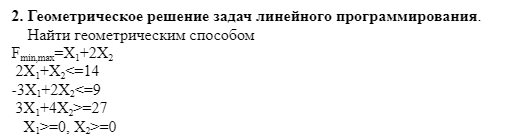 2. Геометрическое решение задач линейного программирования.
Найти геометрическим способом
Fmin,max=X1+2X2
2X1+X2<=14
-3X1+2X2<=9
3X1+4X2>=27
X1>=0, X2>=0